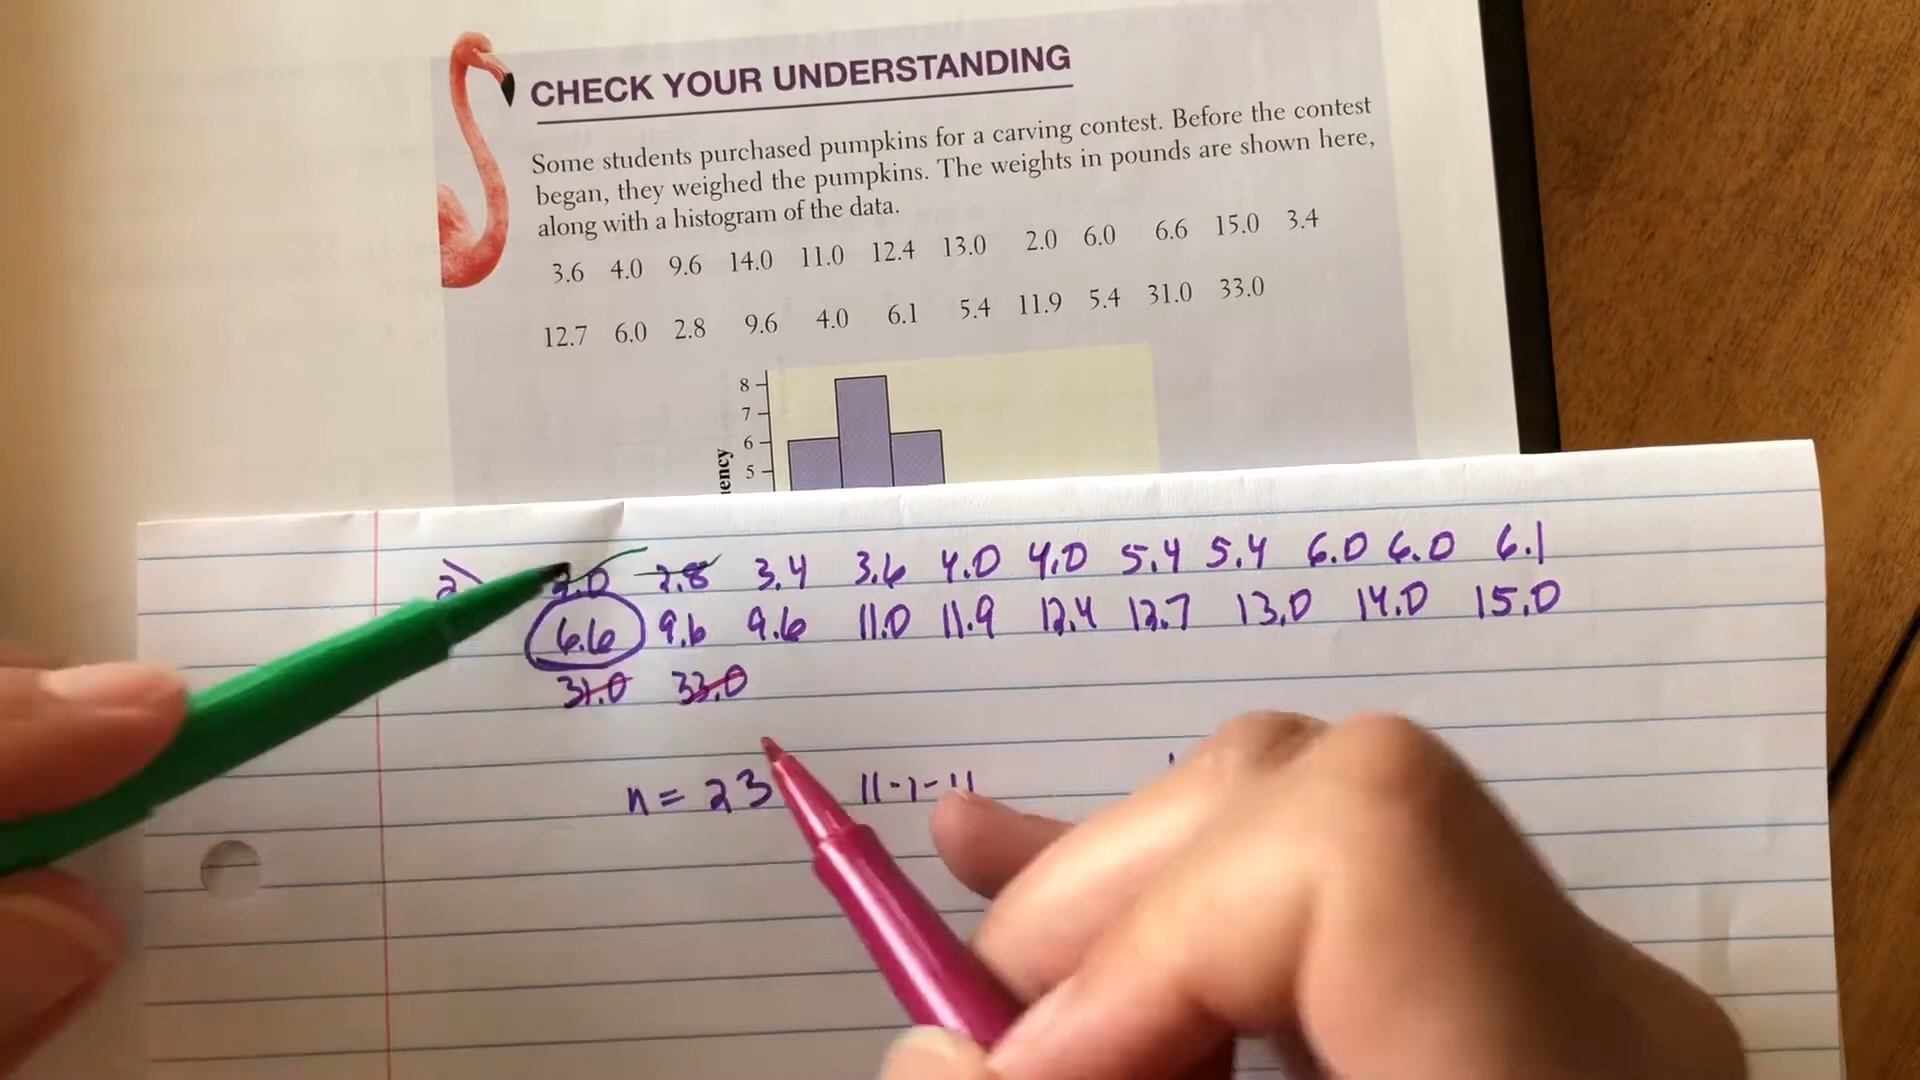 CHECK YOUR UNDERSTANDING
Some students purchased pumpkins for a carving contest. Before the contest
began, they weighed the pumpkins. The weights in pounds are shown here,
along with a histogram of the data.
3.6 4.0 9.6 14.0 11.0 12.4 13.0 2.0 6.0 6.6 15.0 3.4
12.7 6.0 2.8 9.6 4.0 6.1 5.4 11.9 5.4 31.0 33.0
8
7
6
5
2) 2.0 2.8 3.4 3.6 4.0 4.0 5.4 5.4 6.0 6.0 6.1
6.6 9.6 9.6 11.0 11.9 12.4 12.7 13.0 14.0 15.0
31.0 33.0
n = 23 11-1-11